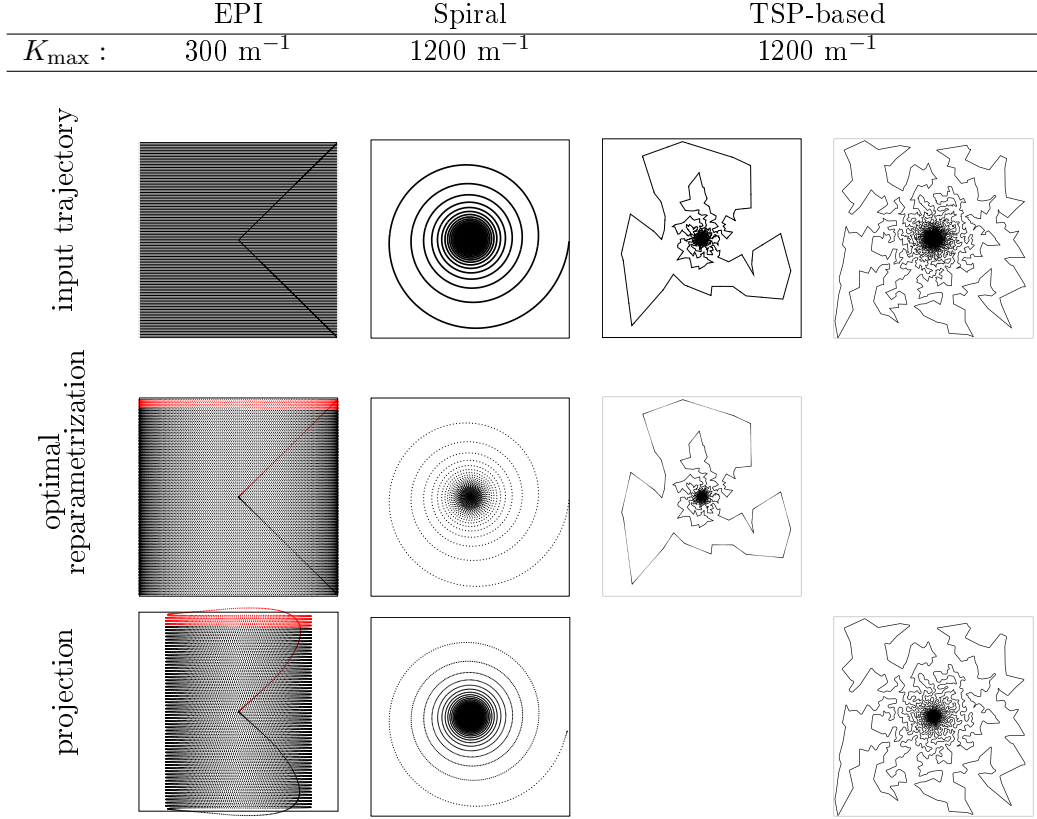 EPI Spiral TSP-based
K_max : 300 m⁻¹ 1200 m⁻¹ 1200 m⁻¹
input trajectory
optimal
reparametrization
projection